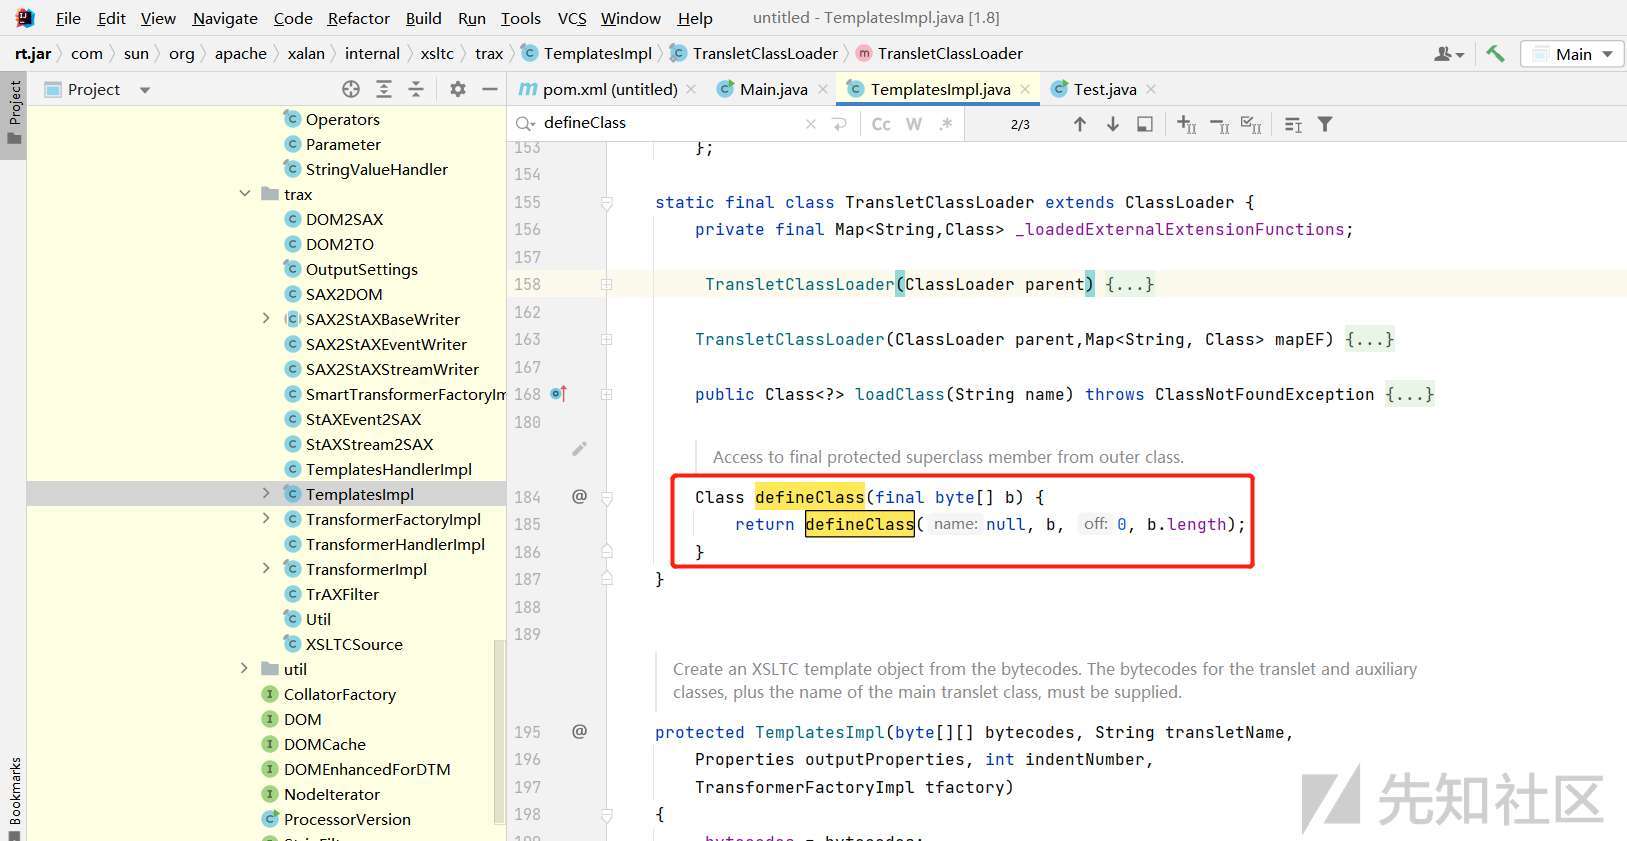 File Edit View Navigate Code Refactor Build Run Tools VCS Window Help untitled - TemplatesImpl.java [1.8]
rt.jar com sun org apache xalan internal xsltc trax TemplatesImpl TransletClassLoader TransletClassLoader Main
Project
Bookmarks
Project
Operators
Parameter
StringValueHandler
trax
DOM2SAX
DOM2TO
OutputSettings
SAX2DOM
SAX2StAXBaseWriter
SAX2StAXEventWriter
SAX2StAXStreamWriter
SmartTransformerFactoryIm
StAXEvent2SAX
StAXStream2SAX
TemplatesHandlerImpl
TemplatesImpl
TransformerFactoryImpl
TransformerHandlerImpl
TransformerImpl
TrAXFilter
Util
XSLTCSource
util
CollatorFactory
DOM
DOMCache
DOMEnhancedForDTM
NodeIterator
ProcessorVersion
pom.xml (untitled) Main.java TemplatesImpl.java Test.java
defineClass Cc W .* 2/3
153 };
154
155 static final class TransletClassLoader extends ClassLoader {
156 private final Map<String,Class> _loadedExternalExtensionFunctions;
157
158 TransletClassLoader(ClassLoader parent) {...}
162
163 TransletClassLoader(ClassLoader parent,Map<String, Class> mapEF) {...}
167
168 public Class<?> loadClass(String name) throws ClassNotFoundException {...}
180
Access to final protected superclass member from outer class.
184 @ Class defineClass(final byte[] b) {
185 return defineClass( name: null, b, off: 0, b.length);
186 }
187 }
188
189
Create an XSLTC template object from the bytecodes. The bytecodes for the translet and auxiliary
classes, plus the name of the main translet class, must be supplied.
195 @ protected TemplatesImpl(byte[][] bytecodes, String transletName,
196 Properties outputProperties, int indentNumber,
197 TransformerFactoryImpl tfactory)
198 {
_bytecodes = bytecodes;
先知社区